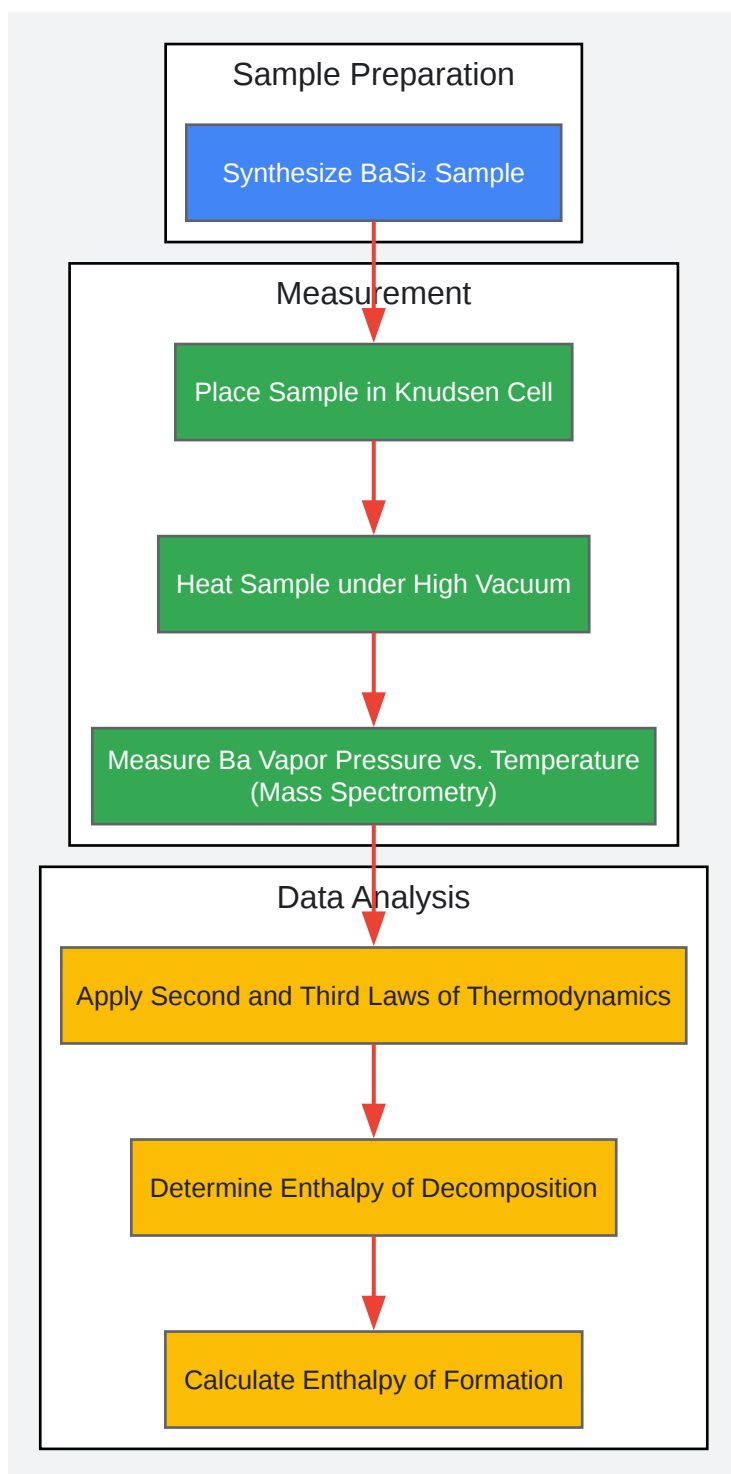 Sample Preparation
Synthesize BaSi₂ Sample
Measurement
Place Sample in Knudsen Cell
Heat Sample under High Vacuum
Measure Ba Vapor Pressure vs. Temperature
(Mass Spectrometry)
Data Analysis
Apply Second and Third Laws of Thermodynamics
Determine Enthalpy of Decomposition
Calculate Enthalpy of Formation